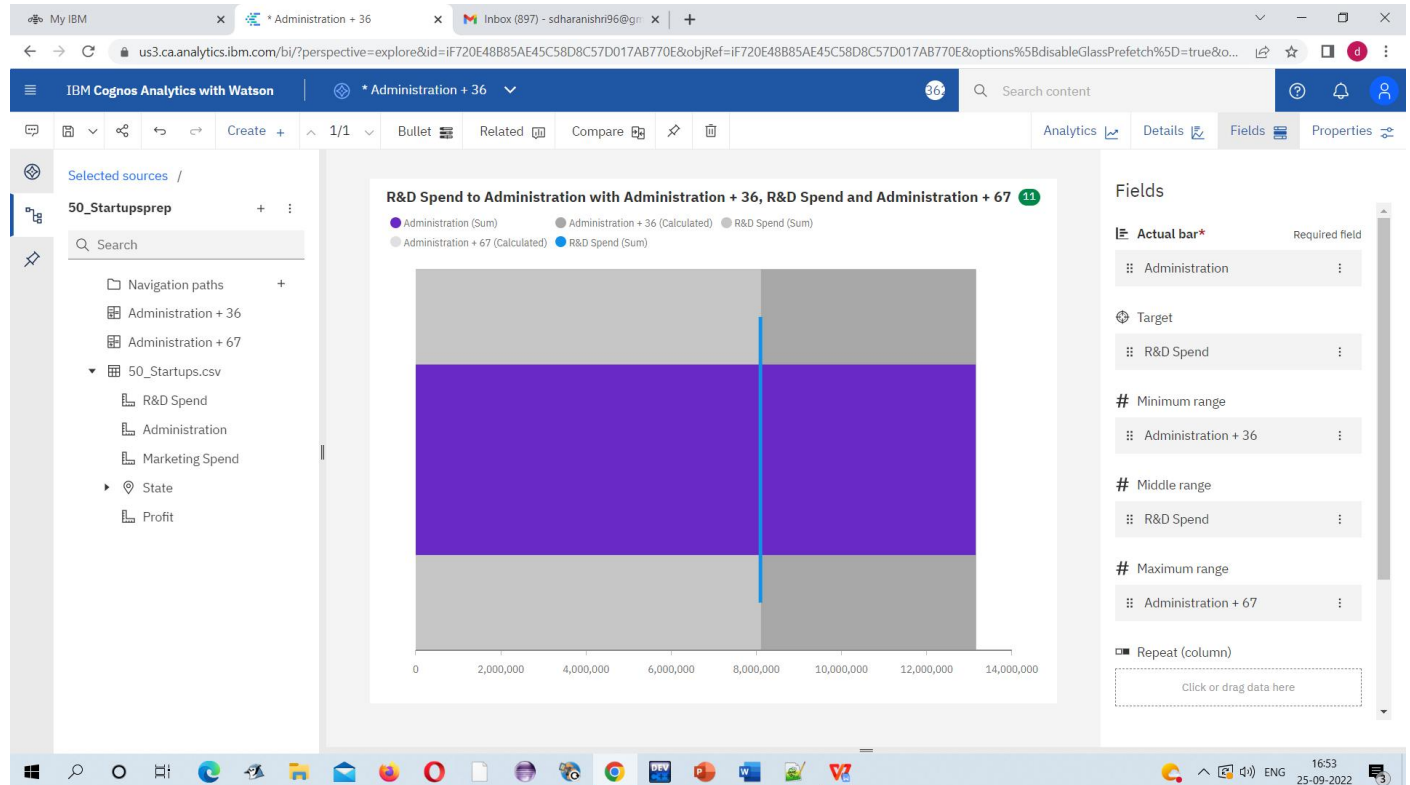 My IBM
* Administration + 36
Inbox (897) - sdharanishri96@gm
us3.ca.analytics.ibm.com/bi/?perspective=explore&id=iF720E48B85AE45C58D8C57D017AB770E&objRef=iF720E48B85AE45C58D8C57D017AB770E&options%5BdisableGlassPrefetch%5D=true&o...
d
IBM Cognos Analytics with Watson
* Administration + 36
362
Search content
Create +
1/1
Bullet
Related
Compare
Analytics
Details
Fields
Properties
Selected sources /
50_Startupsprep
Search
Navigation paths
Administration + 36
Administration + 67
50_Startups.csv
R&D Spend
Administration
Marketing Spend
State
Profit
R&D Spend to Administration with Administration + 36, R&D Spend and Administration + 67 11
Administration (Sum) Administration + 36 (Calculated) R&D Spend (Sum)
Administration + 67 (Calculated) R&D Spend (Sum)
0 2,000,000 4,000,000 6,000,000 8,000,000 10,000,000 12,000,000 14,000,000
Fields
Actual bar* Required field
Administration
Target
R&D Spend
# Minimum range
Administration + 36
# Middle range
R&D Spend
# Maximum range
Administration + 67
Repeat (column)
Click or drag data here
DEV
ENG
16:53
25-09-2022
3